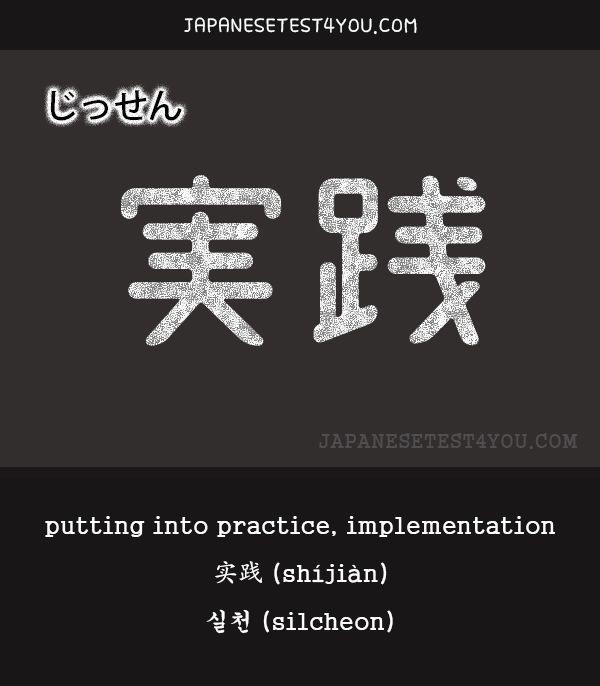 JAPANESETEST4YOU.COM
じっせん
実践
JAPANESETEST4YOU.COM
putting into practice, implementation
实践 (shíjiàn)
실천 (silcheon)